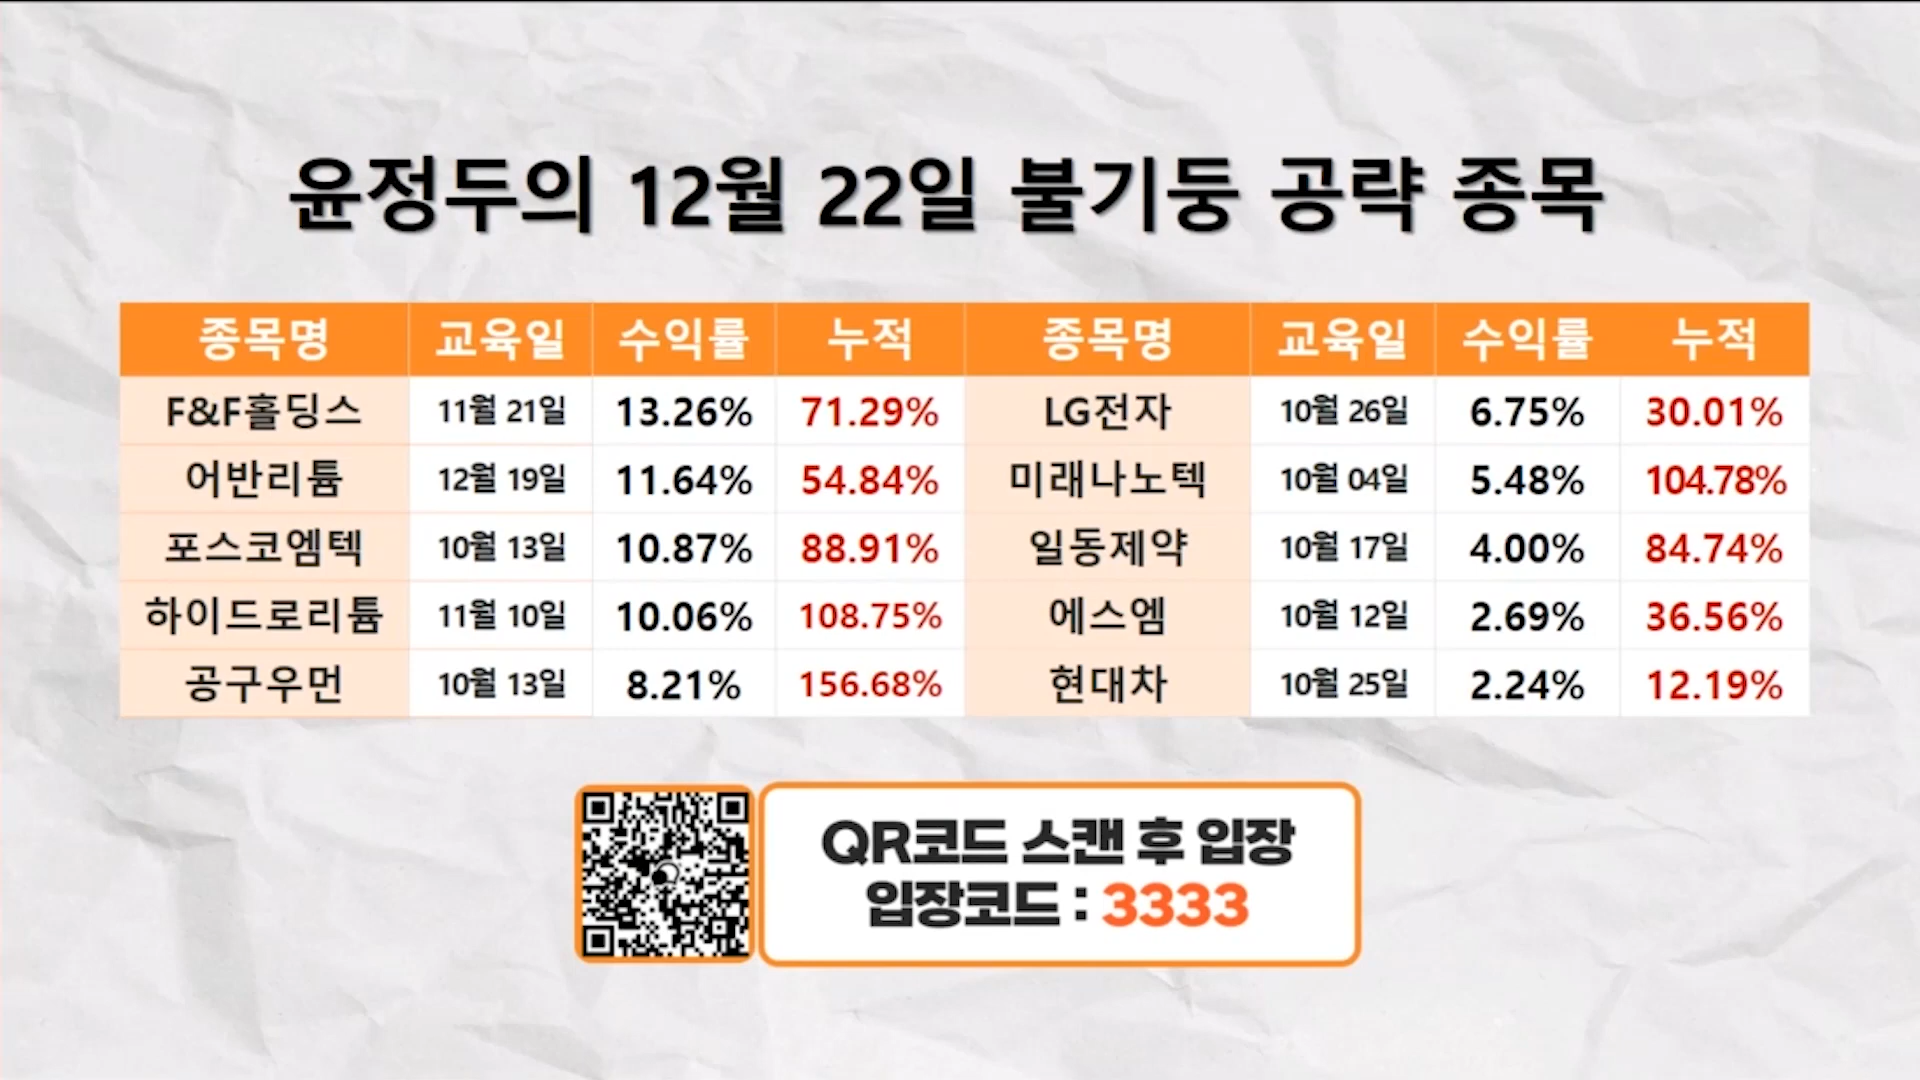 윤정두의 12월 22일 불기둥 공략 종목
종목명 교육일 수익률 누적 종목명 교육일 수익률 누적
F&F홀딩스 11월 21일 13.26% 71.29% LG전자 10월 26일 6.75% 30.01%
어반리튬 12월 19일 11.64% 54.84% 미래나노텍 10월 04일 5.48% 104.78%
포스코엠텍 10월 13일 10.87% 88.91% 일동제약 10월 17일 4.00% 84.74%
하이드로리튬 11월 10일 10.06% 108.75% 에스엠 10월 12일 2.69% 36.56%
공구우먼 10월 13일 8.21% 156.68% 현대차 10월 25일 2.24% 12.19%
QR코드 스캔 후 입장
입장코드 : 3333